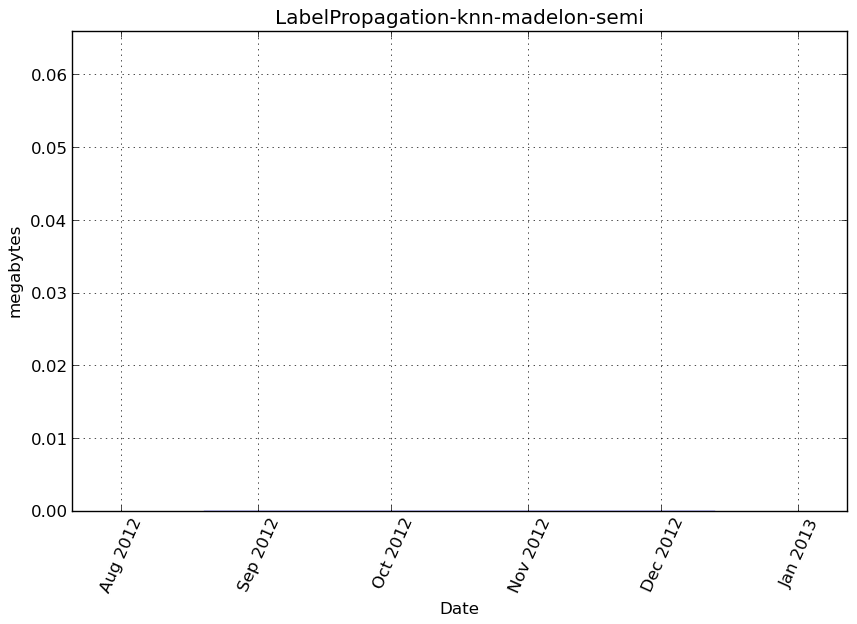 LabelPropagation-knn-madelon-semi
0.06
0.05
0.04
0.03
0.02
0.01
0.00
megabytes
Aug 2012
Sep 2012
Oct 2012
Nov 2012
Dec 2012
Jan 2013
Date